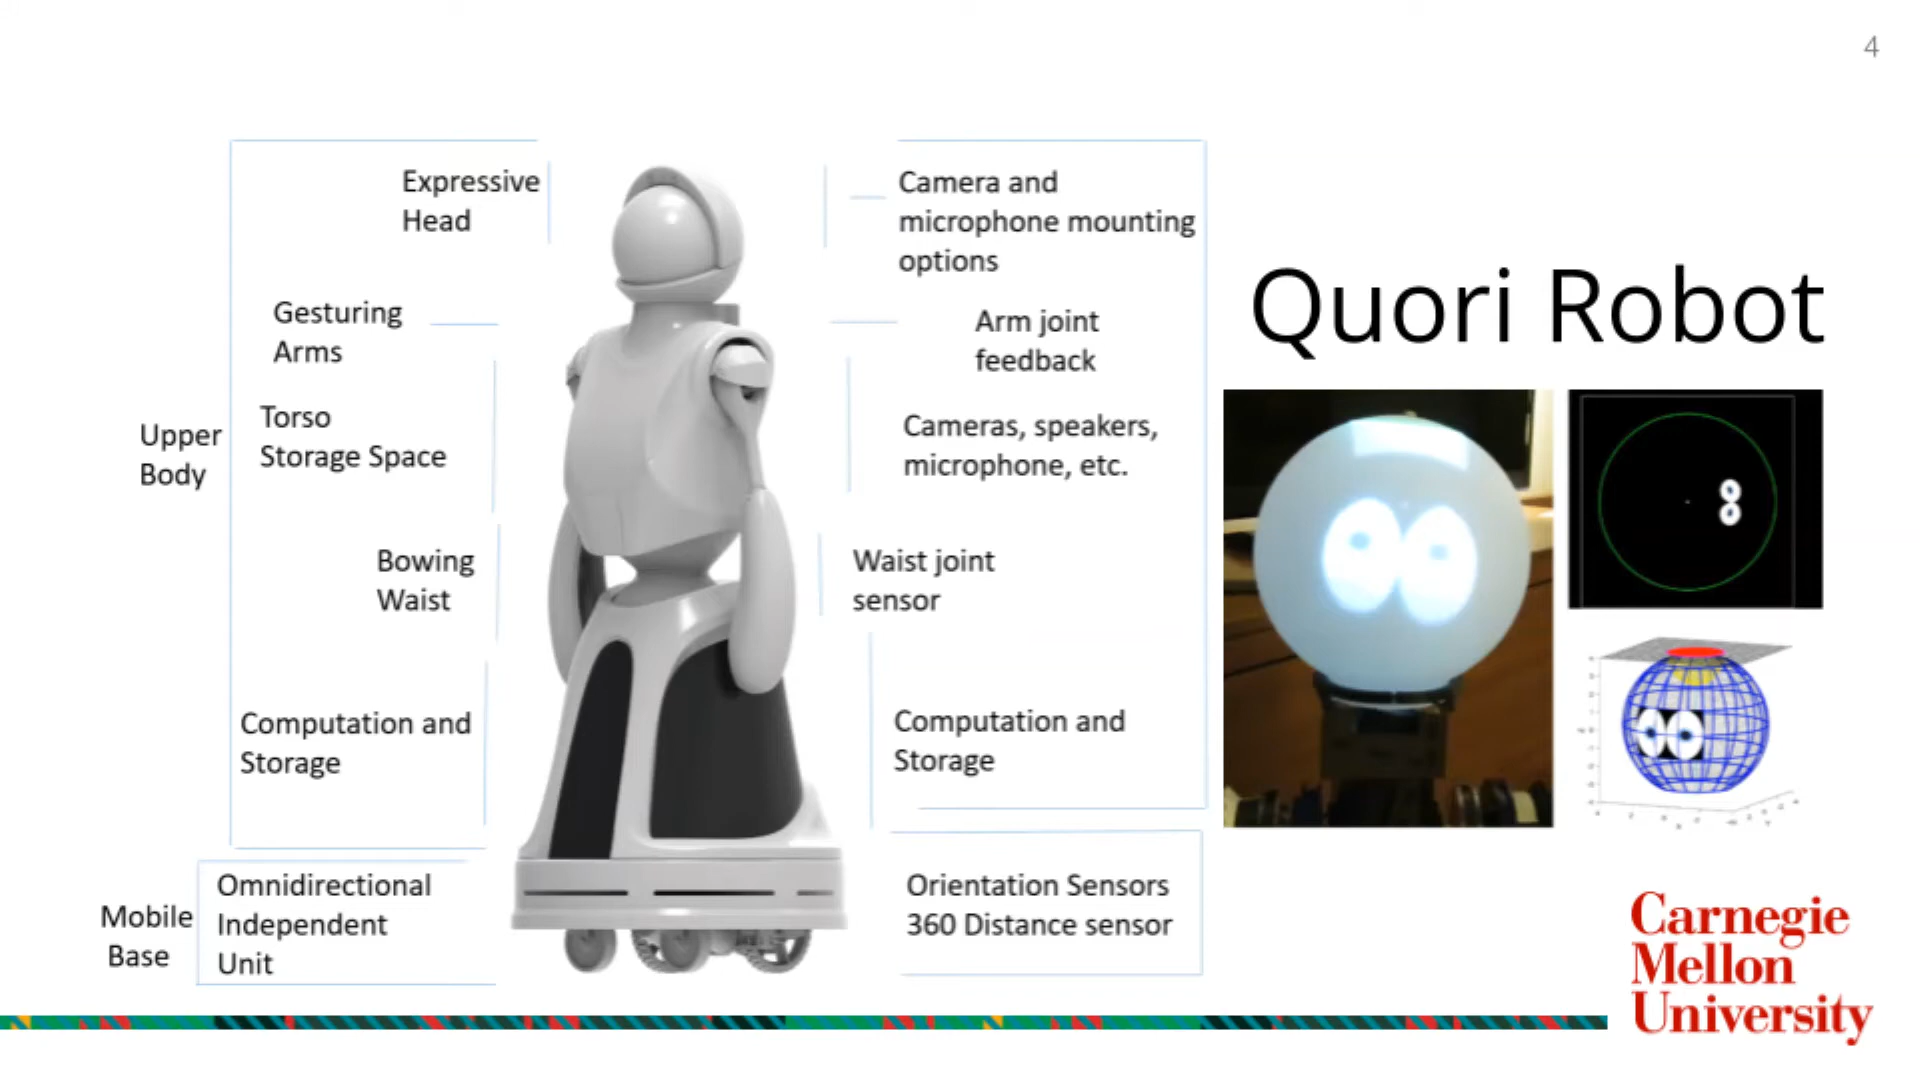 4
Expressive
Head
Camera and
microphone mounting
options
Quori Robot
Gesturing
Arms
Arm joint
feedback
Upper
Body
Torso
Storage Space
Cameras, speakers,
microphone, etc.
Bowing
Waist
Waist joint
sensor
Computation and
Storage
Computation and
Storage
Mobile
Base
Omnidirectional
Independent
Unit
Orientation Sensors
360 Distance sensor
Carnegie
Mellon
University